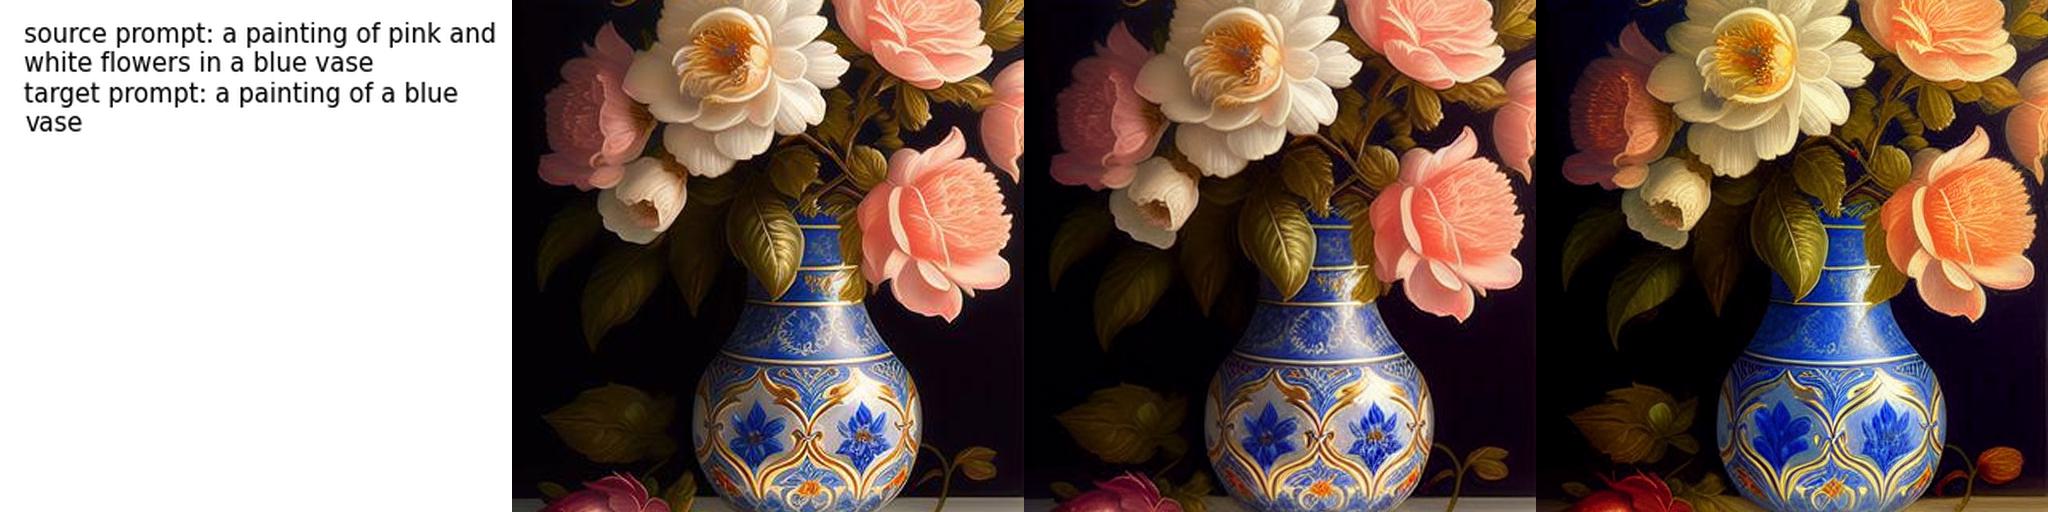 source prompt: a painting of pink and
white flowers in a blue vase
target prompt: a painting of a blue
vase